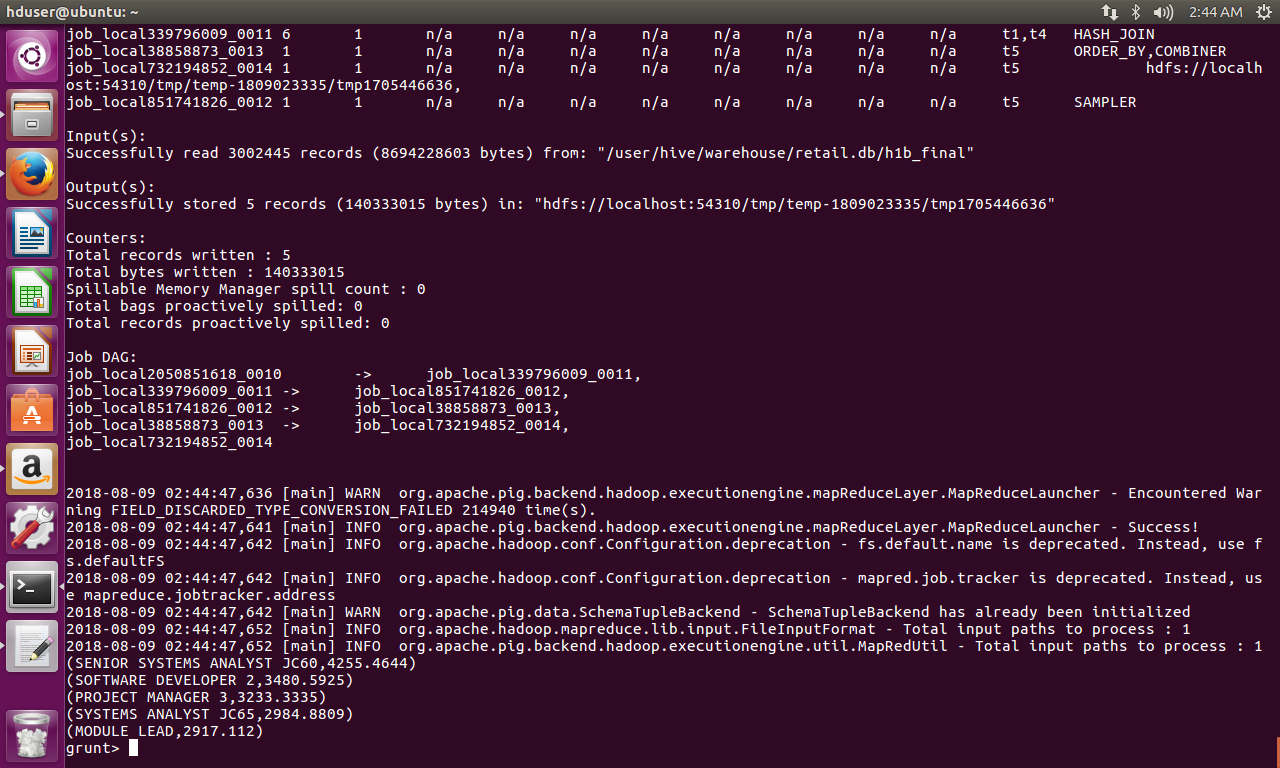 hduser@ubuntu: ~
2:44 AM
job_local339796009_0011 6 1 n/a n/a n/a n/a n/a n/a n/a n/a t1,t4 HASH_JOIN
job_local38858873_0013 1 1 n/a n/a n/a n/a n/a n/a n/a n/a t5 ORDER_BY,COMBINER
job_local732194852_0014 1 1 n/a n/a n/a n/a n/a n/a n/a n/a t5 hdfs://localh
ost:54310/tmp/temp-1809023335/tmp1705446636,
job_local851741826_0012 1 1 n/a n/a n/a n/a n/a n/a n/a n/a t5 SAMPLER
Input(s):
Successfully read 3002445 records (8694228603 bytes) from: "/user/hive/warehouse/retail.db/h1b_final"
Output(s):
Successfully stored 5 records (140333015 bytes) in: "hdfs://localhost:54310/tmp/temp-1809023335/tmp1705446636"
Counters:
Total records written : 5
Total bytes written : 140333015
Spillable Memory Manager spill count : 0
Total bags proactively spilled: 0
Total records proactively spilled: 0
Job DAG:
job_local2050851618_0010 -> job_local339796009_0011,
job_local339796009_0011 -> job_local851741826_0012,
job_local851741826_0012 -> job_local38858873_0013,
job_local38858873_0013 -> job_local732194852_0014,
job_local732194852_0014
2018-08-09 02:44:47,636 [main] WARN org.apache.pig.backend.hadoop.executionengine.mapReduceLayer.MapReduceLauncher - Encountered War
ning FIELD_DISCARDED_TYPE_CONVERSION_FAILED 214940 time(s).
2018-08-09 02:44:47,641 [main] INFO org.apache.pig.backend.hadoop.executionengine.mapReduceLayer.MapReduceLauncher - Success!
2018-08-09 02:44:47,642 [main] INFO org.apache.hadoop.conf.Configuration.deprecation - fs.default.name is deprecated. Instead, use f
s.defaultFS
2018-08-09 02:44:47,642 [main] INFO org.apache.hadoop.conf.Configuration.deprecation - mapred.job.tracker is deprecated. Instead, us
e mapreduce.jobtracker.address
2018-08-09 02:44:47,642 [main] WARN org.apache.pig.data.SchemaTupleBackend - SchemaTupleBackend has already been initialized
2018-08-09 02:44:47,652 [main] INFO org.apache.hadoop.mapreduce.lib.input.FileInputFormat - Total input paths to process : 1
2018-08-09 02:44:47,652 [main] INFO org.apache.pig.backend.hadoop.executionengine.util.MapRedUtil - Total input paths to process : 1
(SENIOR SYSTEMS ANALYST JC60,4255.4644)
(SOFTWARE DEVELOPER 2,3480.5925)
(PROJECT MANAGER 3,3233.3335)
(SYSTEMS ANALYST JC65,2984.8809)
(MODULE LEAD,2917.112)
grunt>